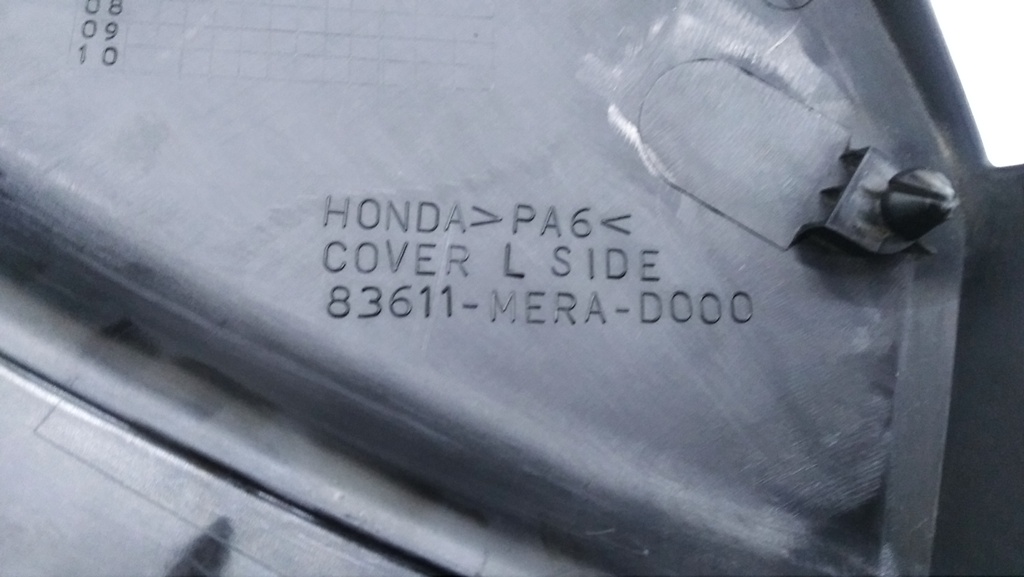 08
09
10
HONDA>PA6<
COVER L SIDE
83611-MERA-D000